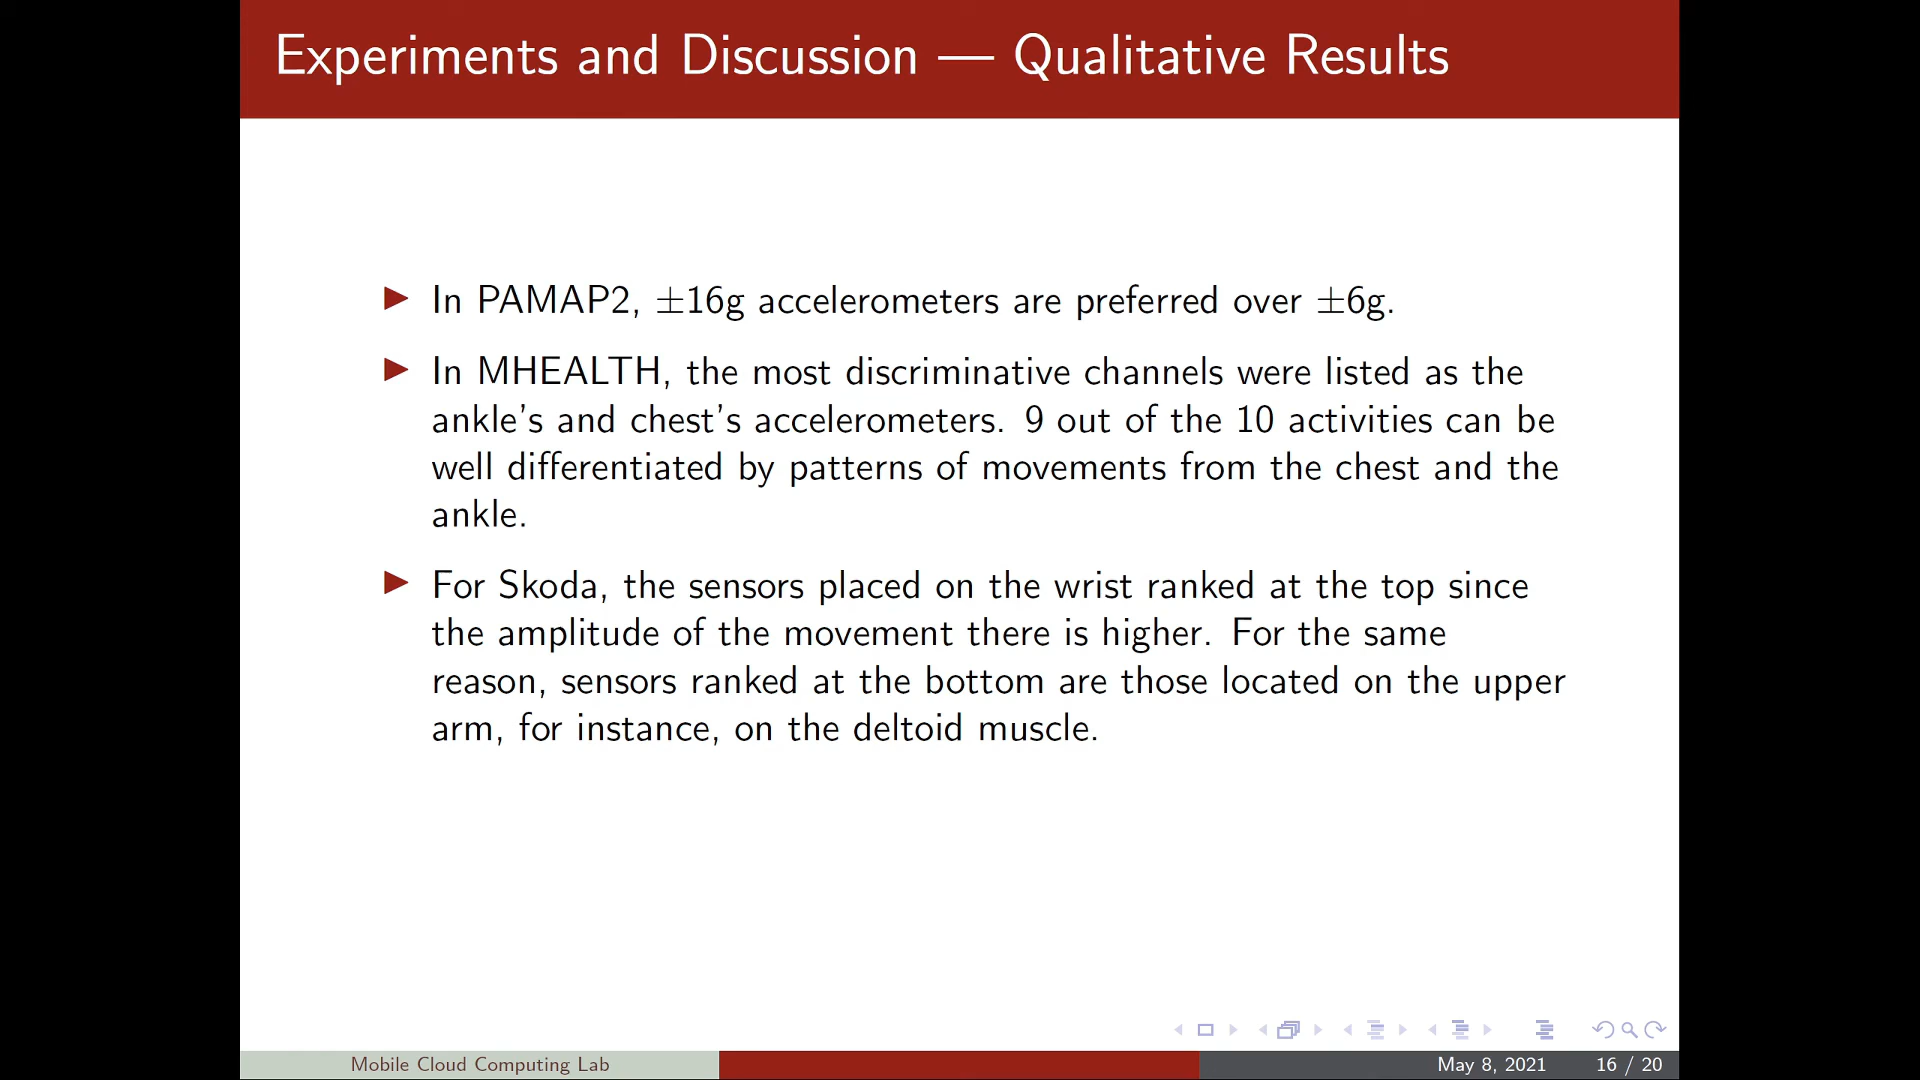 Experiments and Discussion — Qualitative Results
In PAMAP2, ±16g accelerometers are preferred over ±6g.
In MHEALTH, the most discriminative channels were listed as the
ankle's and chest's accelerometers. 9 out of the 10 activities can be
well differentiated by patterns of movements from the chest and the
ankle.
For Skoda, the sensors placed on the wrist ranked at the top since
the amplitude of the movement there is higher. For the same
reason, sensors ranked at the bottom are those located on the upper
arm, for instance, on the deltoid muscle.
Mobile Cloud Computing Lab
May 8, 2021 16 / 20